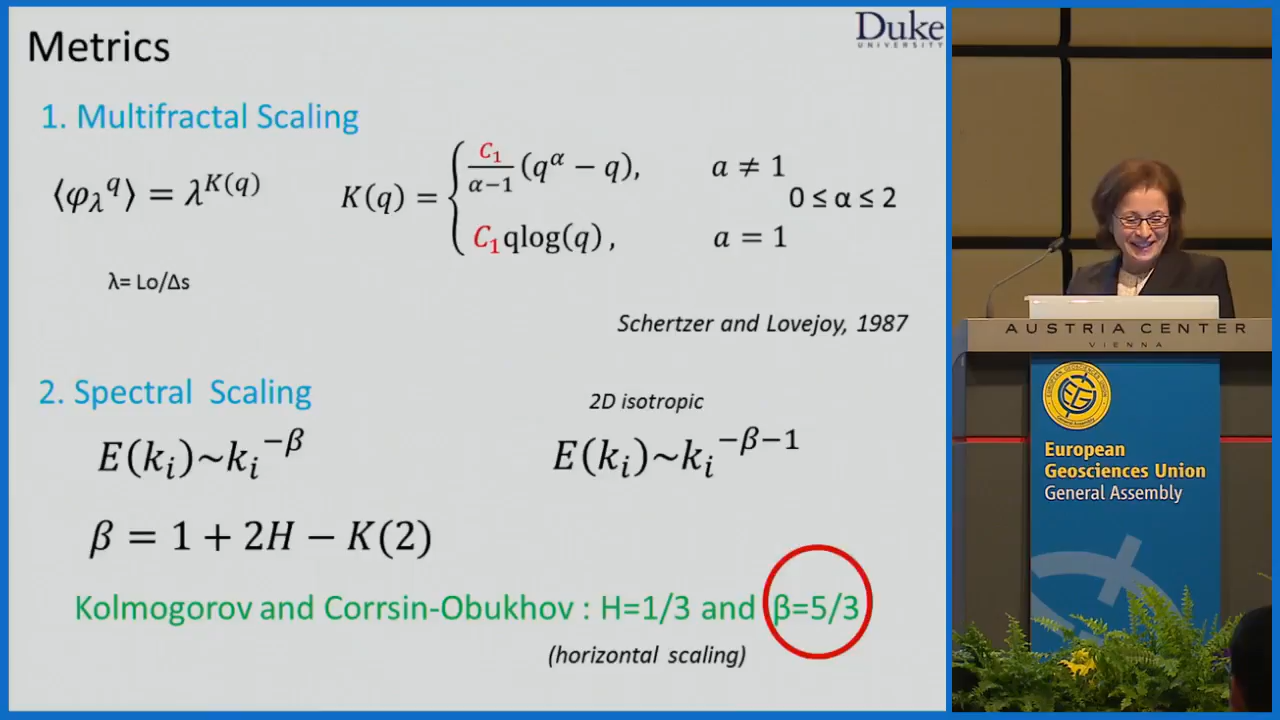 Metrics
Duke
UNIVERSITY
1. Multifractal Scaling
⟨φ_λ^q⟩ = λ^{K(q)}
K(q) = { C₁/(α−1) (q^α − q), a ≠ 1
0 ≤ α ≤ 2
C₁qlog(q) , a = 1
λ= Lo/Δs
Schertzer and Lovejoy, 1987
2. Spectral Scaling
2D isotropic
E(k_i)~k_i^{−β}
E(k_i)~k_i^{−β−1}
β = 1 + 2H − K(2)
Kolmogorov and Corrsin-Obukhov : H=1/3 and β=5/3
(horizontal scaling)
AUSTRIA CENTER
VIENNA
European
Geosciences Union
General Assembly